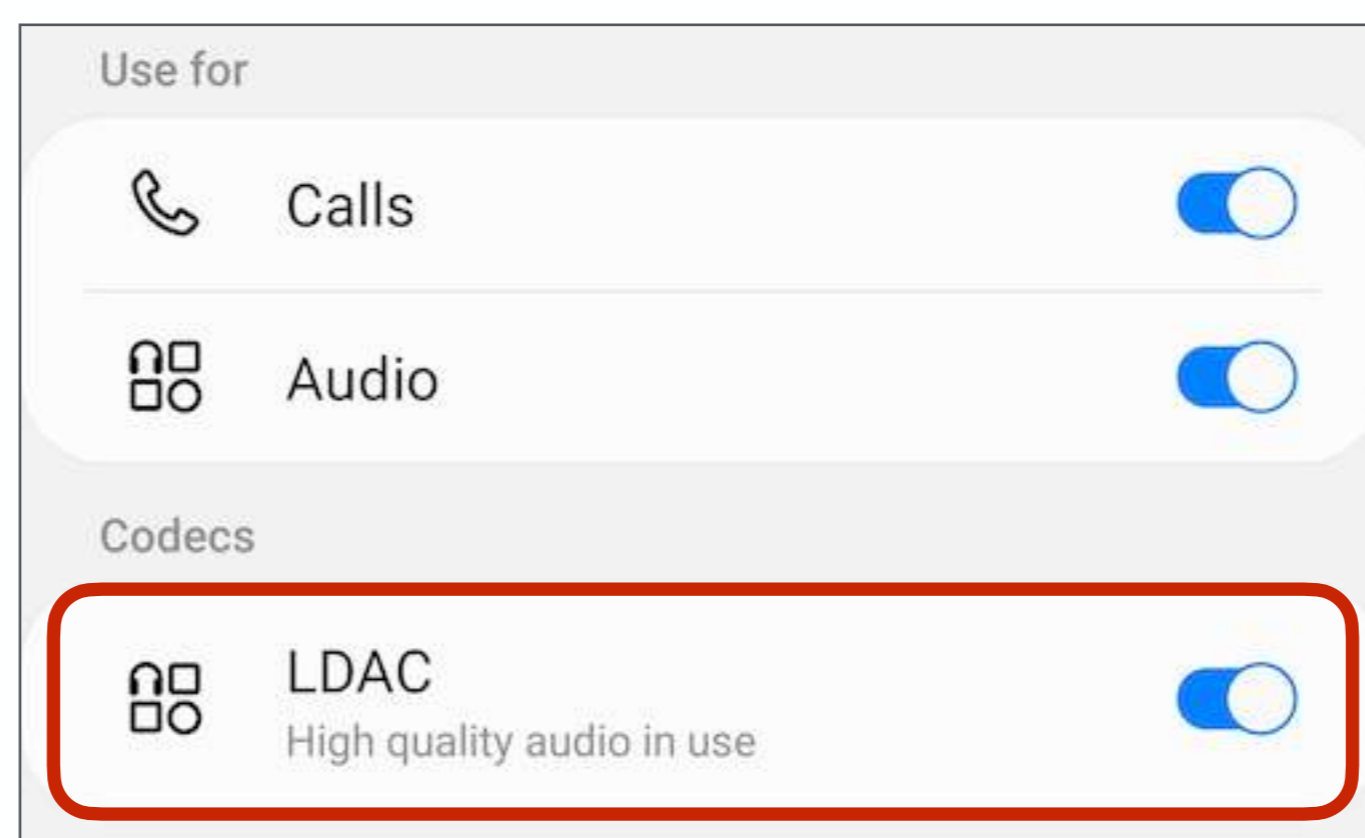 Use for
Calls
Audio
Codecs
LDAC
High quality audio in use